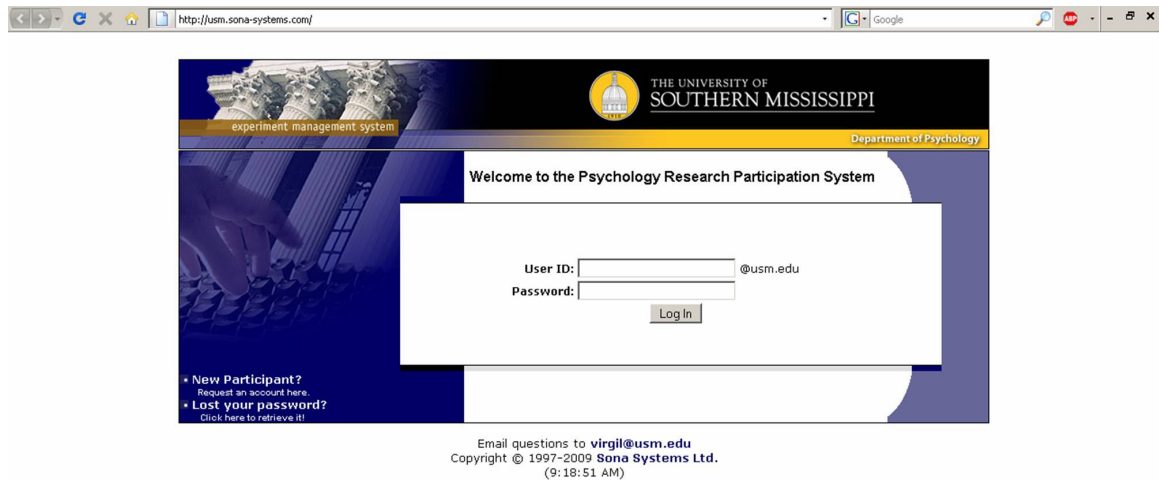 http://usm.sona-systems.com/
G Google
ABP
THE UNIVERSITY OF
SOUTHERN MISSISSIPPI
1910
experiment management system
Department of Psychology
Welcome to the Psychology Research Participation System
User ID: @usm.edu
Password:
Log In
New Participant?
Request an account here.
Lost your password?
Click here to retrieve it!
Email questions to virgil@usm.edu
Copyright © 1997-2009 Sona Systems Ltd.
(9:18:51 AM)